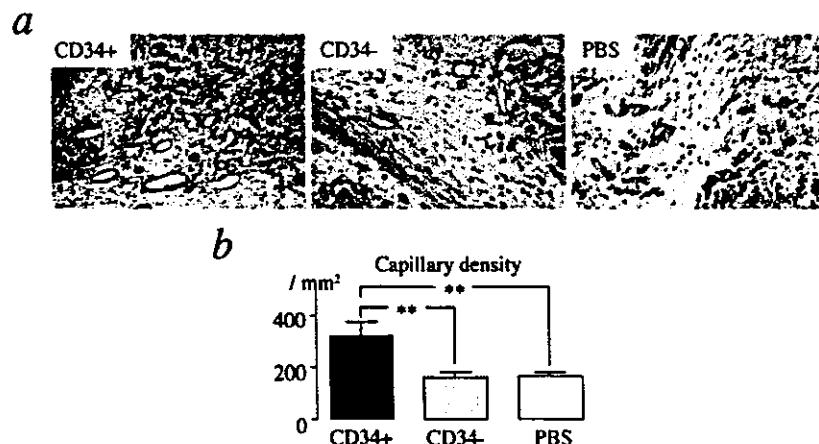 a
CD34+ CD34- PBS
b
Capillary density
/ mm²
**
**
400
200
0
CD34+ CD34- PBS